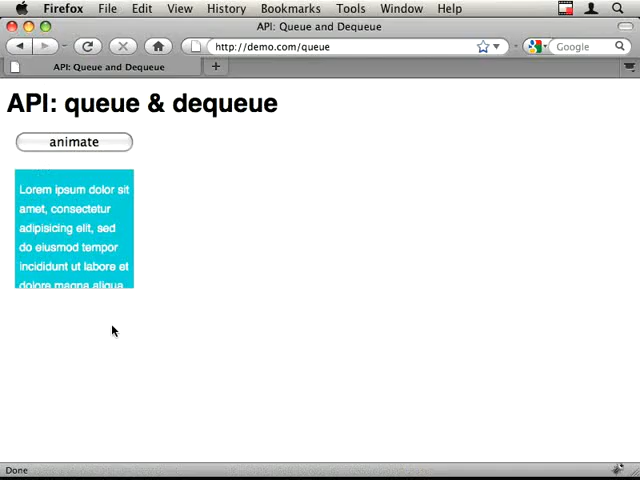 Firefox File Edit View History Bookmarks Tools Window Help
API: Queue and Dequeue
http://demo.com/queue
Google
API: Queue and Dequeue
API: queue & dequeue
animate
Lorem ipsum dolor sit
amet, consectetur
adipisicing elit, sed
do eiusmod tempor
incididunt ut labore et
dolore magna aliqua.
Done